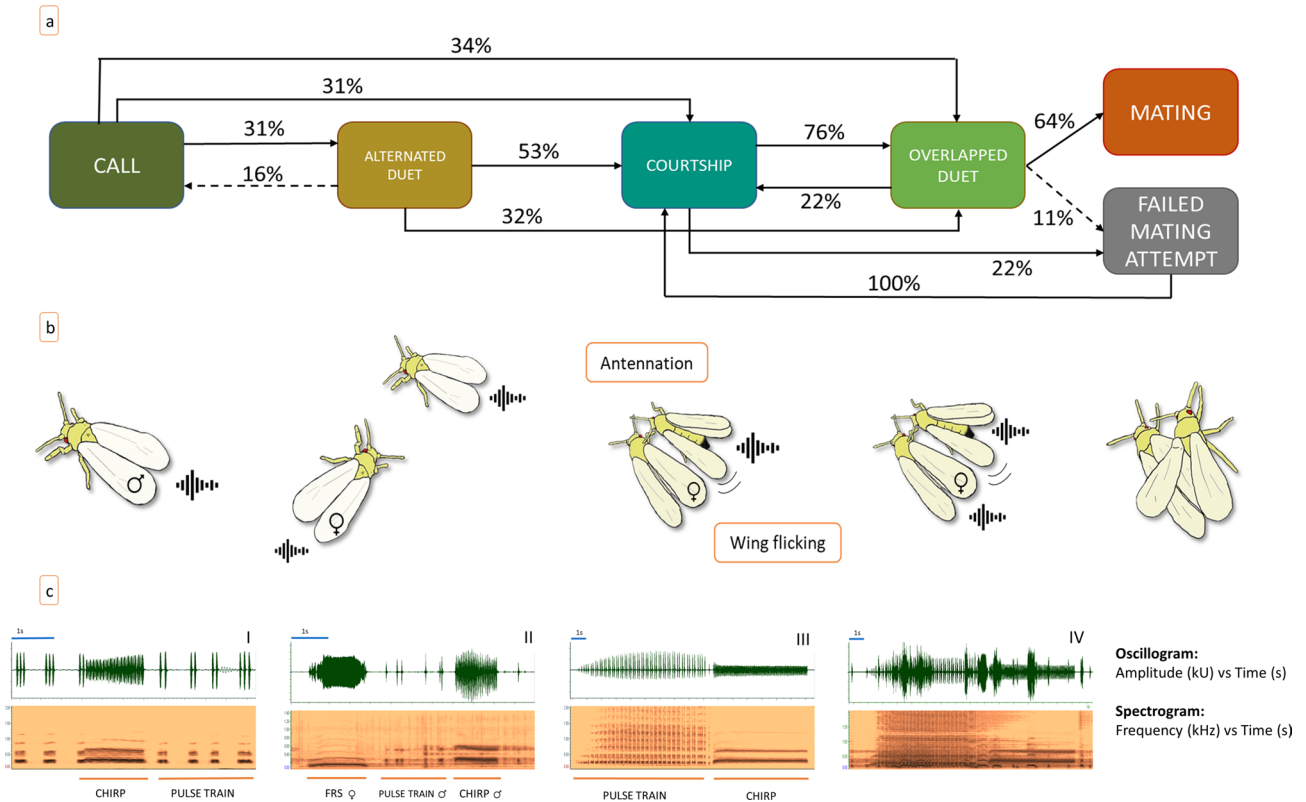 a
34%
31%
31%
16%
53%
32%
76%
22%
64%
11%
22%
100%
CALL
ALTERNATED
DUET
COURTSHIP
OVERLAPPED
DUET
MATING
FAILED
MATING
ATTEMPT
b
Antennation
Wing flicking
♂
♀
♀
♀
c
1s
I
1s
II
1s
III
1s
IV
Oscillogram:
Amplitude (kU) vs Time (s)
Spectrogram:
Frequency (kHz) vs Time (s)
CHIRP
PULSE TRAIN
FRS ♀
PULSE TRAIN ♂
CHIRP ♂
PULSE TRAIN
CHIRP